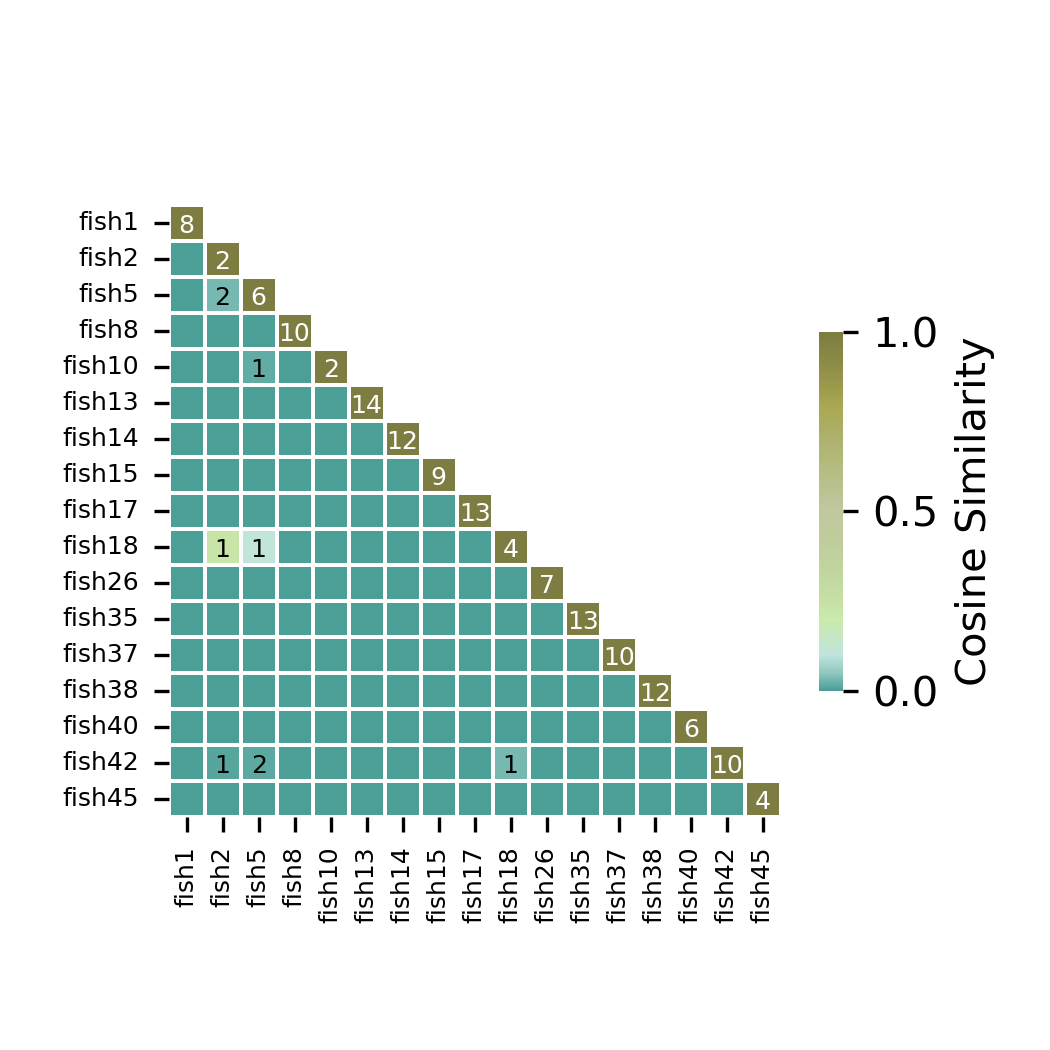 fish1 8
fish2 2
fish5 2 6
fish8 10
fish10 1 2
fish13 14
fish14 12
fish15 9
fish17 13
fish18 1 1 4
fish26 7
fish35 13
fish37 10
fish38 12
fish40 6
fish42 1 2 1 10
fish45 4
fish1
fish2
fish5
fish8
fish10
fish13
fish14
fish15
fish17
fish18
fish26
fish35
fish37
fish38
fish40
fish42
fish45
1.0
0.5
0.0
Cosine Similarity